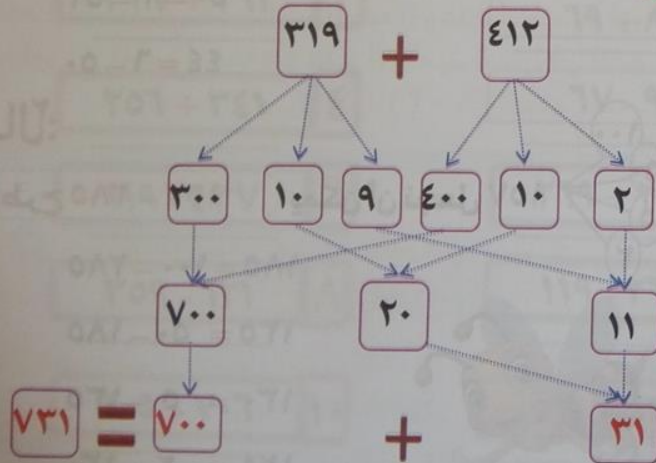 ٣١٩ + ٤١٢
٣٠٠ ١٠ ٩ ٤٠٠ ١٠ ٢
٧٠٠ ٢٠ ١١
٧٣١ = ٧٠٠ + ٣١